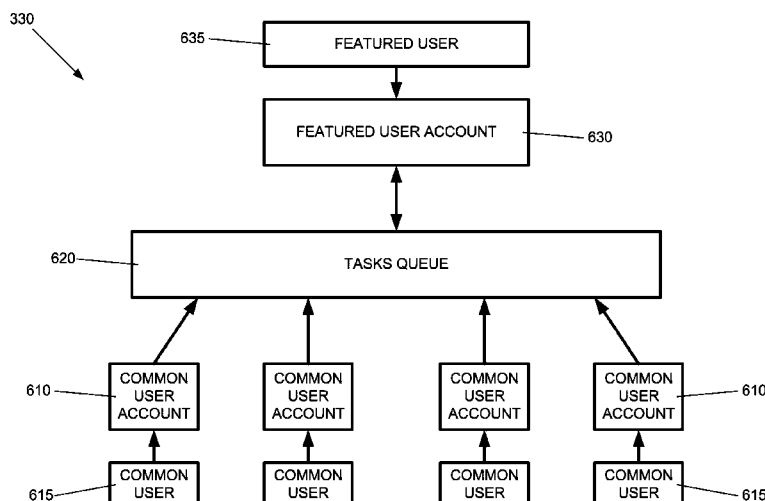 330
635
FEATURED USER
FEATURED USER ACCOUNT
630
620
TASKS QUEUE
610
COMMON
USER
ACCOUNT
COMMON
USER
ACCOUNT
COMMON
USER
ACCOUNT
COMMON
USER
ACCOUNT
610
615
COMMON
USER
COMMON
USER
COMMON
USER
COMMON
USER
615